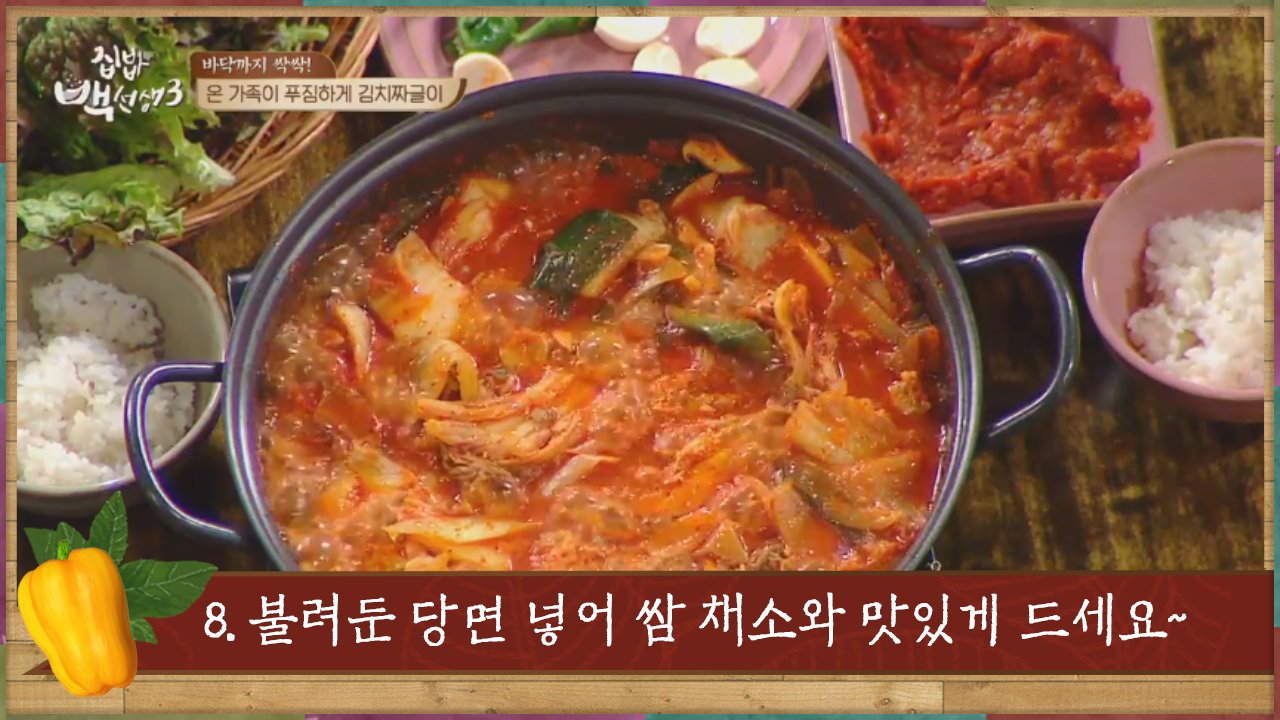 집밥
백선생3
바닥까지 싹싹!
온 가족이 푸짐하게 김치짜글이
8. 불려둔 당면 넣어 쌈 채소와 맛있게 드세요~